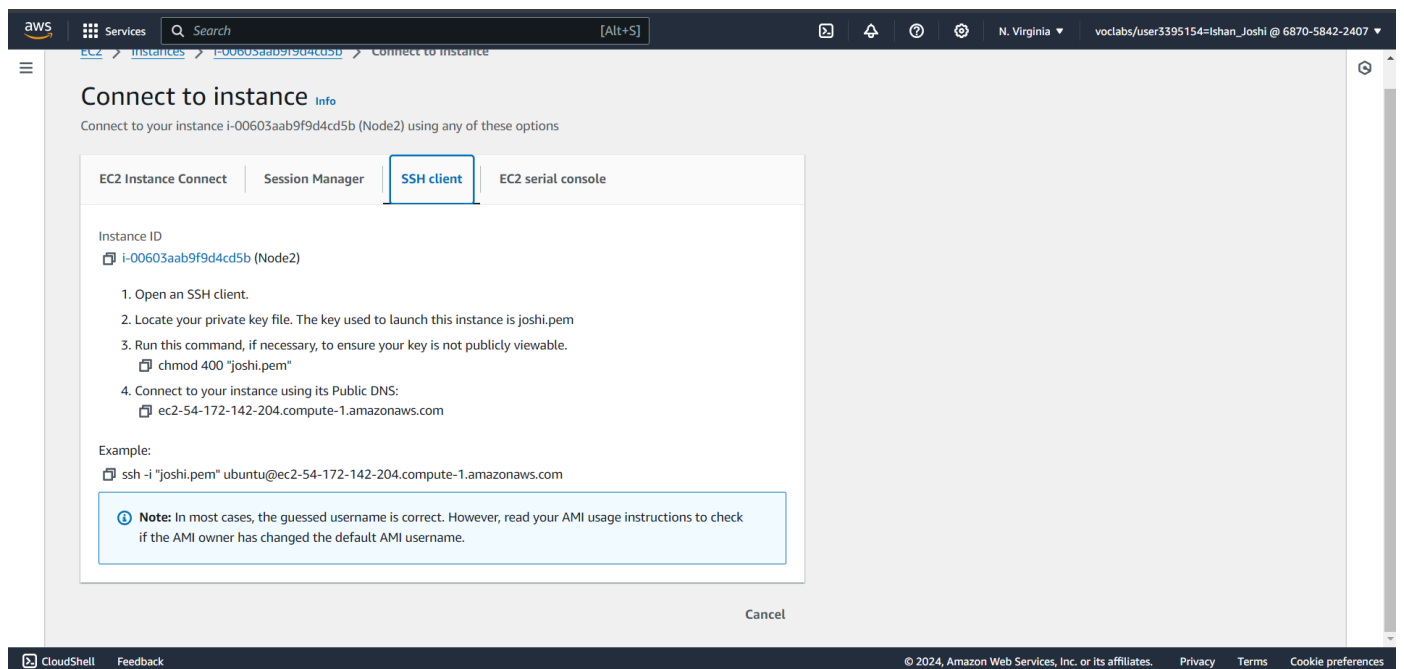 aws
Services
Search
[Alt+S]
N. Virginia
voclabs/user3395154=Ishan_Joshi @ 6870-5842-2407
EC2 > Instances > i-00603aab9f9d4cd5b > Connect to instance
Connect to instance Info
Connect to your instance i-00603aab9f9d4cd5b (Node2) using any of these options
EC2 Instance Connect
Session Manager
SSH client
EC2 serial console
Instance ID
i-00603aab9f9d4cd5b (Node2)
1. Open an SSH client.
2. Locate your private key file. The key used to launch this instance is joshi.pem
3. Run this command, if necessary, to ensure your key is not publicly viewable.
chmod 400 "joshi.pem"
4. Connect to your instance using its Public DNS:
ec2-54-172-142-204.compute-1.amazonaws.com
Example:
ssh -i "joshi.pem" ubuntu@ec2-54-172-142-204.compute-1.amazonaws.com
Note: In most cases, the guessed username is correct. However, read your AMI usage instructions to check
if the AMI owner has changed the default AMI username.
Cancel
CloudShell
Feedback
© 2024, Amazon Web Services, Inc. or its affiliates.
Privacy
Terms
Cookie preferences